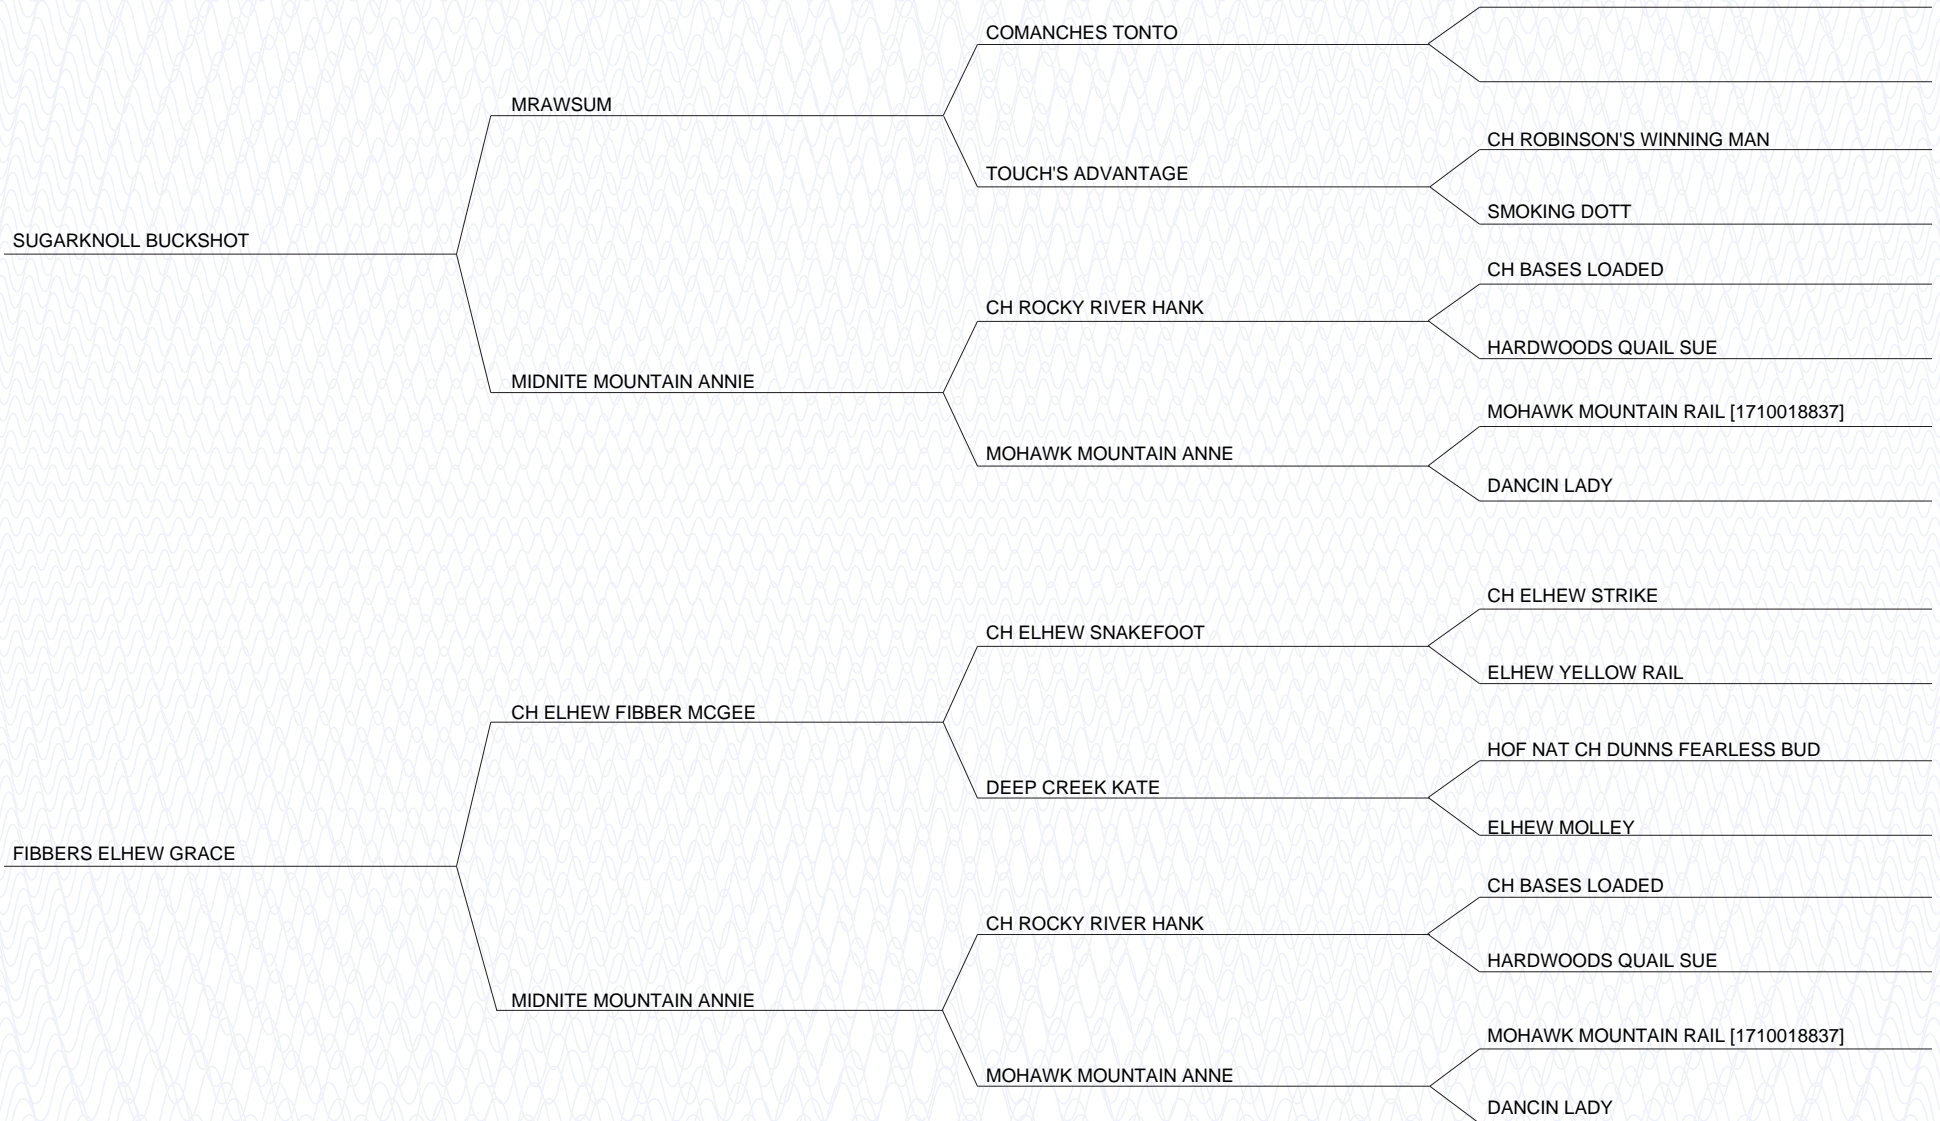 COMANCHES TONTO
MRAWSUM
CH ROBINSON'S WINNING MAN
TOUCH'S ADVANTAGE
SMOKING DOTT
SUGARKNOLL BUCKSHOT
CH BASES LOADED
CH ROCKY RIVER HANK
HARDWOODS QUAIL SUE
MIDNITE MOUNTAIN ANNIE
MOHAWK MOUNTAIN RAIL [1710018837]
MOHAWK MOUNTAIN ANNE
DANCIN LADY
CH ELHEW STRIKE
CH ELHEW SNAKEFOOT
ELHEW YELLOW RAIL
CH ELHEW FIBBER MCGEE
HOF NAT CH DUNNS FEARLESS BUD
DEEP CREEK KATE
ELHEW MOLLEY
FIBBERS ELHEW GRACE
CH BASES LOADED
CH ROCKY RIVER HANK
HARDWOODS QUAIL SUE
MIDNITE MOUNTAIN ANNIE
MOHAWK MOUNTAIN RAIL [1710018837]
MOHAWK MOUNTAIN ANNE
DANCIN LADY